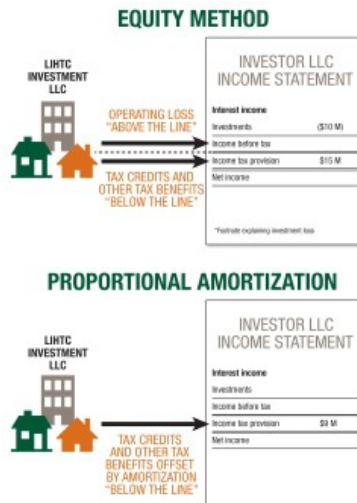 EQUITY METHOD
LIHTC
INVESTMENT
LLC
OPERATING LOSS
"ABOVE THE LINE"
TAX CREDITS AND
OTHER TAX BENEFITS
"BELOW THE LINE"
INVESTOR LLC
INCOME STATEMENT
Interest income
Investments ($10 M)
Income before tax
Income tax provision $15 M
Net income
*Footnote explaining investment loss
PROPORTIONAL AMORTIZATION
LIHTC
INVESTMENT
LLC
TAX CREDITS
AND OTHER TAX
BENEFITS OFFSET
BY AMORTIZATION
"BELOW THE LINE"
INVESTOR LLC
INCOME STATEMENT
Interest income
Investments
Income before tax
Income tax provision $9 M
Net income